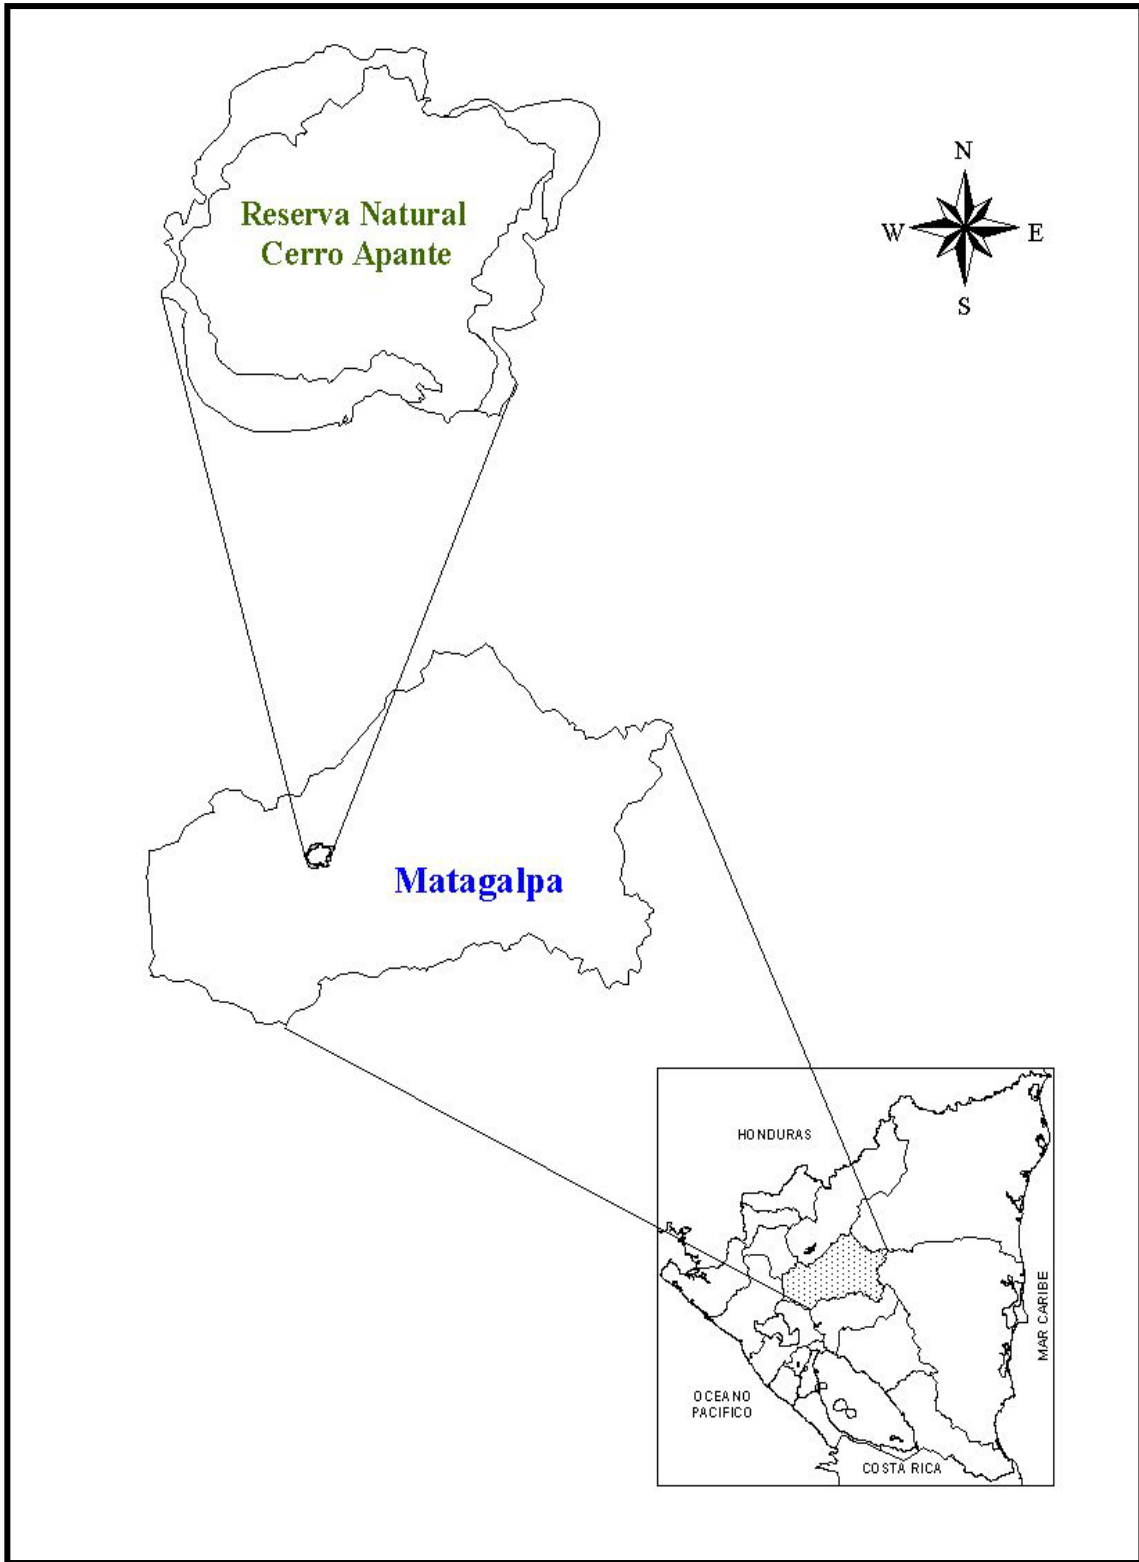 Reserva Natural
Cerro Apante
N
W
E
S
Matagalpa
HONDURAS
MAR CARIBE
OCEANO
PACIFICO
COSTA RICA